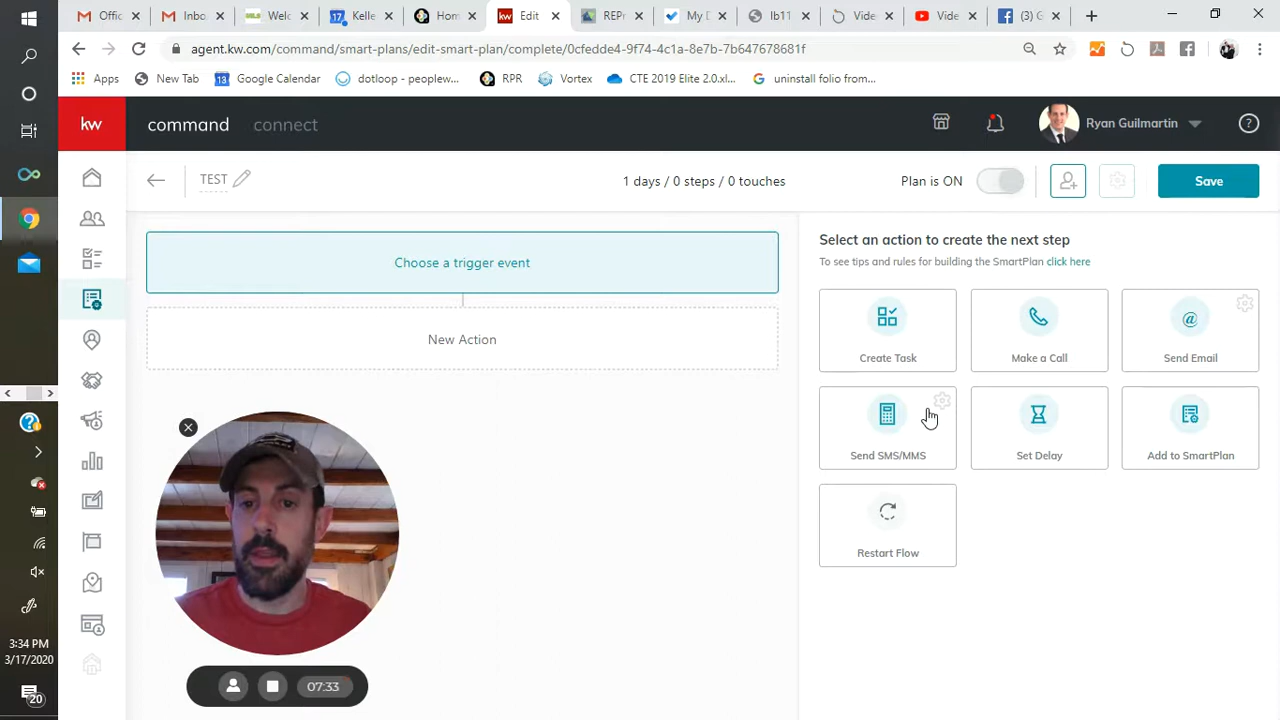 Offic
Inbo
Welc
Kelle
Hom
Edit
REPr
My D
lb11
Vide
Vide
(3) C
agent.kw.com/command/smart-plans/edit-smart-plan/complete/0cfedde4-9f74-4c1a-8e7b-7b647678681f
Apps
New Tab
Google Calendar
dotloop - peoplew...
RPR
Vortex
CTE 2019 Elite 2.0.xl...
uninstall folio from...
kw
command
connect
Ryan Guilmartin
TEST
1 days / 0 steps / 0 touches
Plan is ON
Save
Choose a trigger event
New Action
Select an action to create the next step
To see tips and rules for building the SmartPlan click here
Create Task
Make a Call
Send Email
Send SMS/MMS
Set Delay
Add to SmartPlan
Restart Flow
07:33
3:34 PM
3/17/2020
20